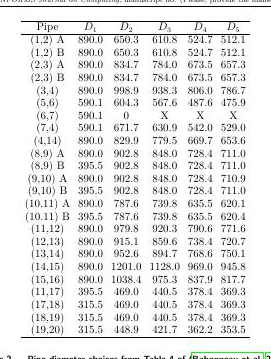 Pipe D1 D2 D3 D4 D5
(1,2) A 890.0 650.3 610.8 524.7 512.1
(1,2) B 890.0 650.3 610.8 524.7 512.1
(2,3) A 890.0 834.7 784.0 673.5 657.3
(2,3) B 890.0 834.7 784.0 673.5 657.3
(3,4) 890.0 998.9 938.3 806.0 786.7
(5,6) 590.1 604.3 567.6 487.6 475.9
(6,7) 590.1 0 X X X
(7,4) 590.1 671.7 630.9 542.0 529.0
(4,14) 890.0 829.9 779.5 669.7 653.6
(8,9) A 890.0 902.8 848.0 728.4 711.0
(8,9) B 395.5 902.8 848.0 728.4 711.0
(9,10) A 890.0 902.8 848.0 728.4 710.9
(9,10) B 395.5 902.8 848.0 728.4 711.0
(10.11) A 890.0 787.6 739.8 635.5 620.1
(10.11) B 395.5 787.6 739.8 635.5 620.4
(11,12) 890.0 979.8 920.3 790.6 771.6
(12,13) 890.0 915.1 859.6 738.4 720.7
(13,14) 890.0 952.6 894.7 768.6 750.1
(14,15) 890.0 1201.0 1128.0 969.0 945.8
(15,16) 890.0 1038.4 975.3 837.9 817.7
(11,17) 395.5 469.0 440.5 378.4 369.3
(17,18) 315.5 469.0 440.5 378.4 369.3
(18,19) 315.5 469.0 440.5 378.4 369.3
(19,20) 315.5 448.9 421.7 362.2 353.5
Pipe diameter choices from Table 4 of